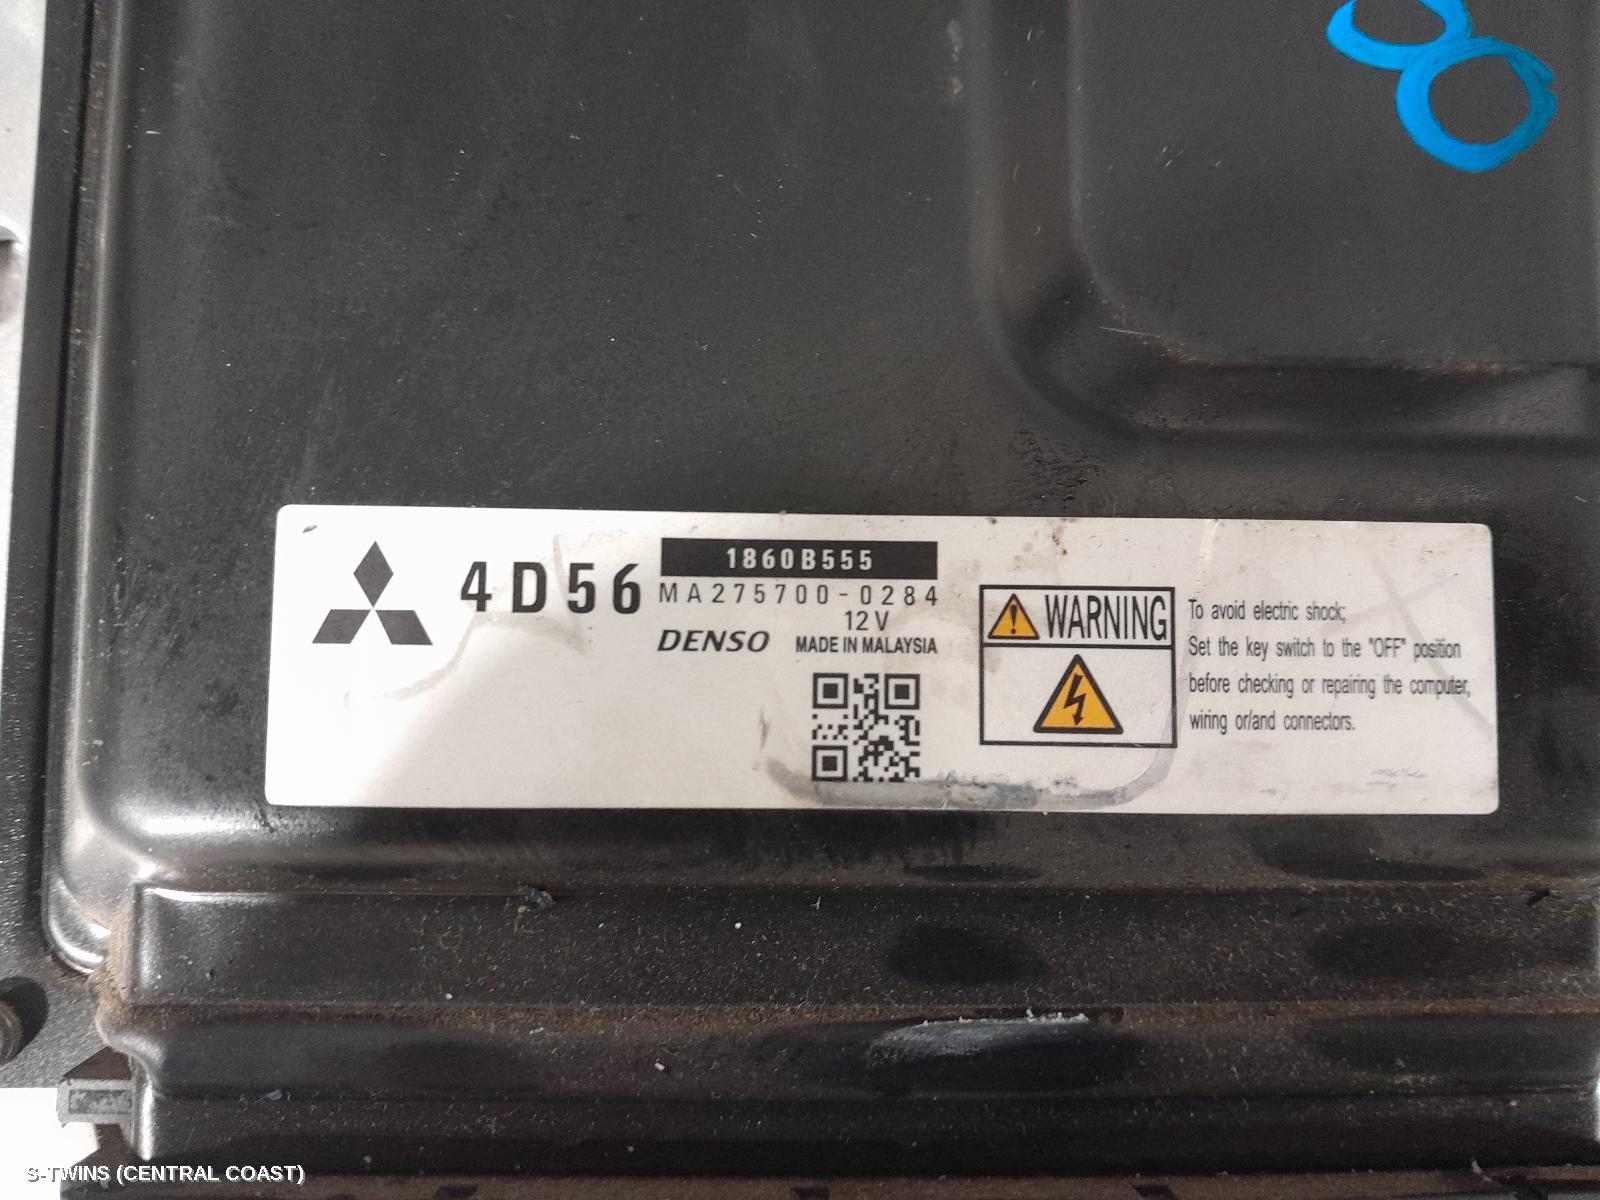 8
4D56
1860B555
MA275700-0284
12V
DENSO MADE IN MALAYSIA
WARNING
To avoid electric shock;
Set the key switch to the "OFF" position
before checking or repairing the computer,
wiring or/and connectors.
S-TWINS (CENTRAL COAST)